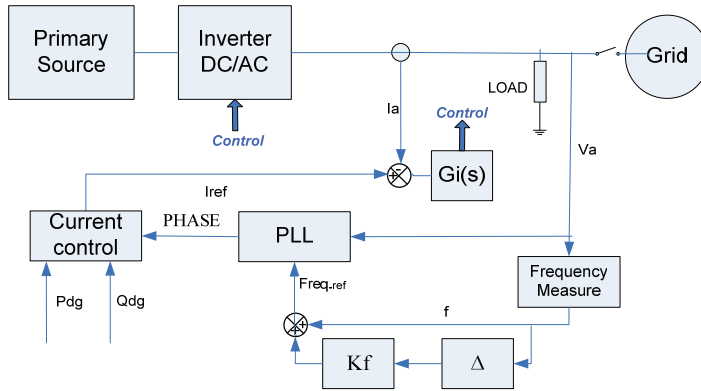 Primary
Source
Inverter
DC/AC
Grid
LOAD
Ia
Control
Control
Va
Gi(s)
Iref
Current
control
PHASE
PLL
Frequency
Measure
Freq.ref
Pdg
Qdg
f
Kf
Δ